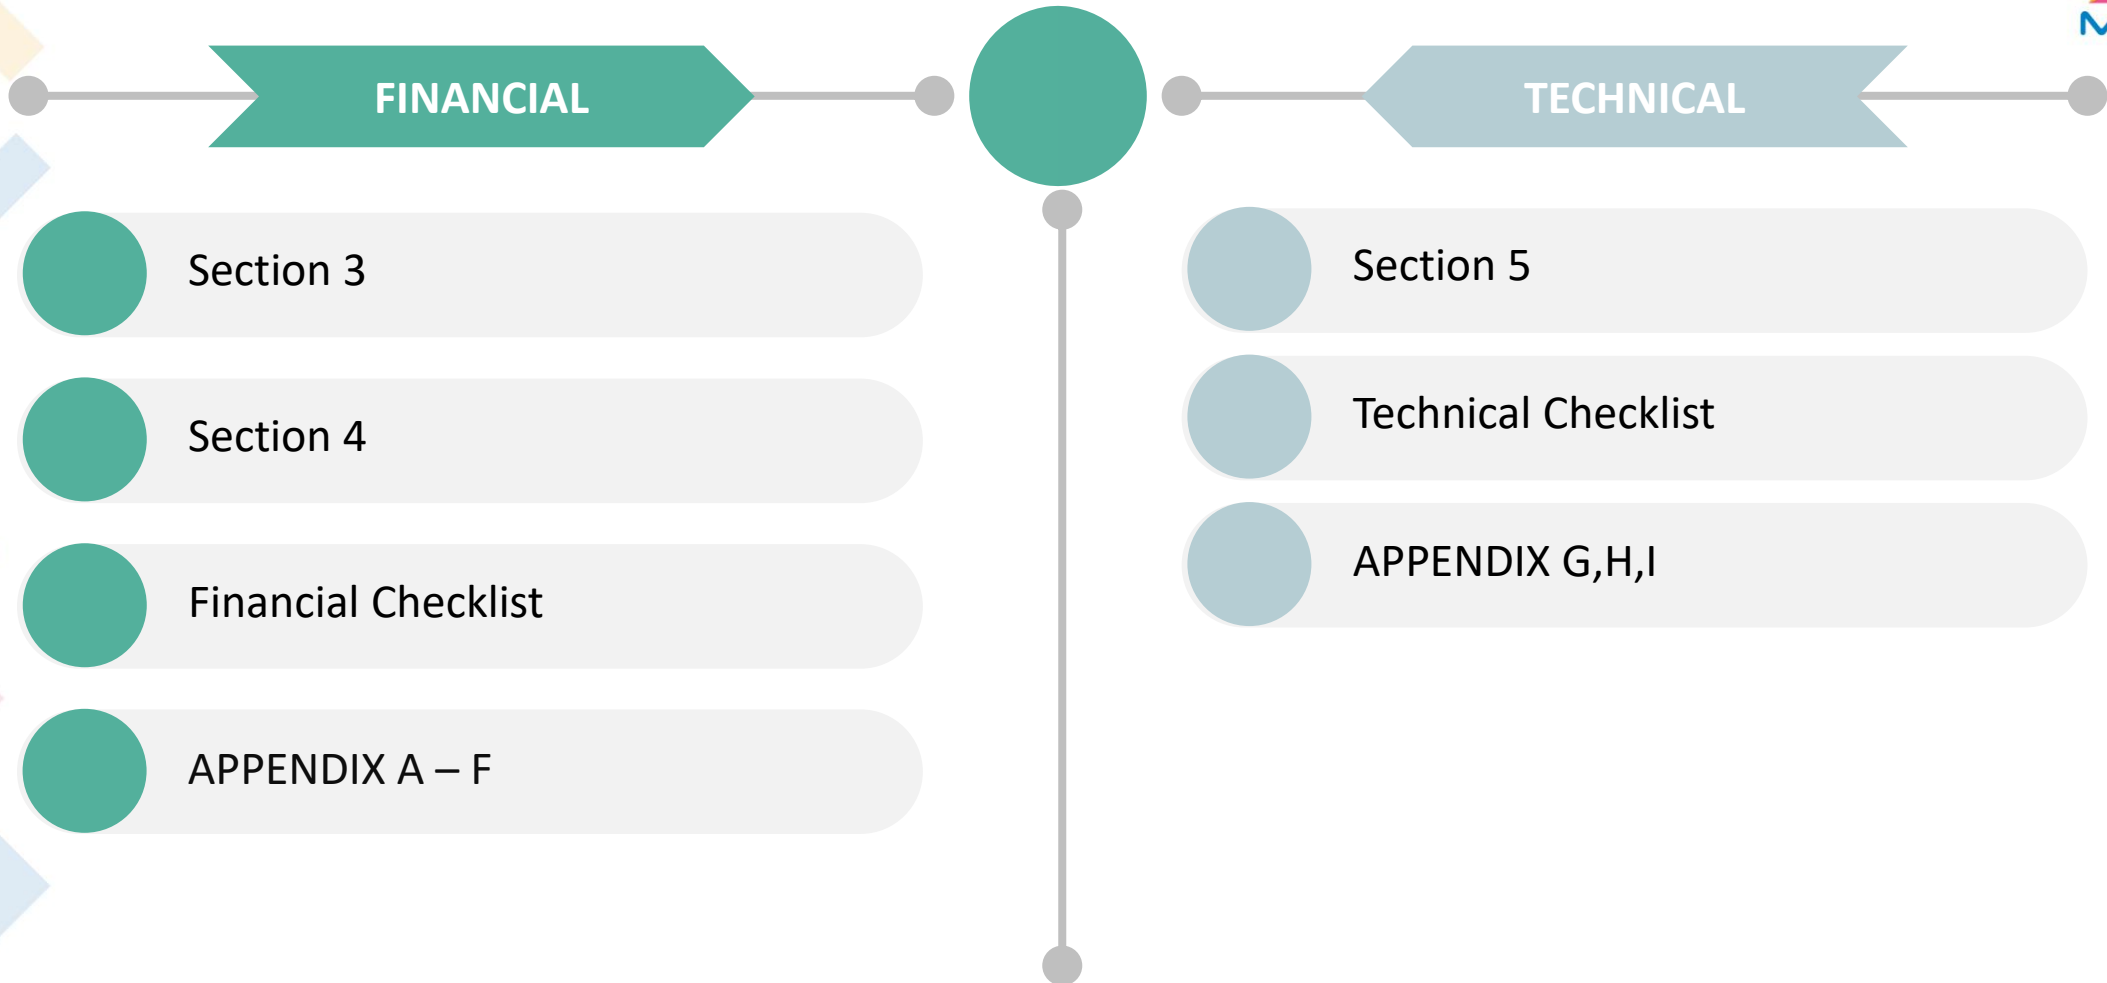 FINANCIAL
Section 3
Section 4
Financial Checklist
APPENDIX A – F
TECHNICAL
Section 5
Technical Checklist
APPENDIX G,H,I